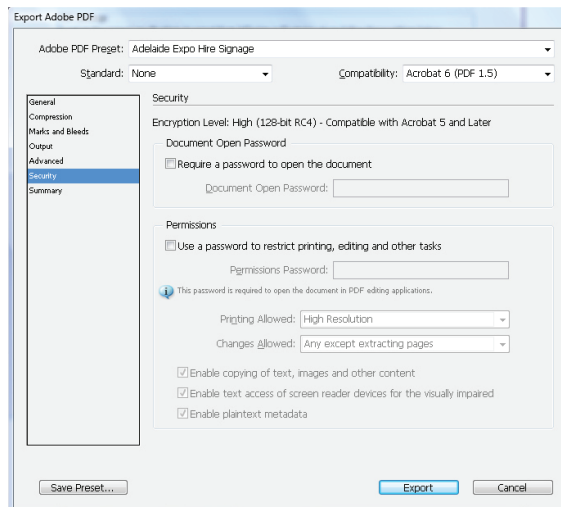 Export Adobe PDF
Adobe PDF Preset: Adelaide Expo Hire Signage
Standard: None Compatibility: Acrobat 6 (PDF 1.5)
General
Compression
Marks and Bleeds
Output
Advanced
Security
Summary
Security
Encryption Level: High (128-bit RC4) - Compatible with Acrobat 5 and Later
Document Open Password
Require a password to open the document
Document Open Password:
Permissions
Use a password to restrict printing, editing and other tasks
Permissions Password:
This password is required to open the document in PDF editing applications.
Printing Allowed: High Resolution
Changes Allowed: Any except extracting pages
Enable copying of text, images and other content
Enable text access of screen reader devices for the visually impaired
Enable plaintext metadata
Save Preset... Export Cancel